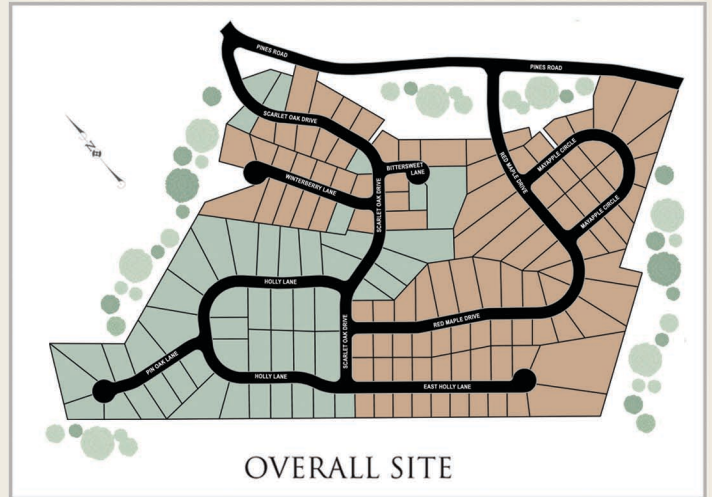 PINES ROAD
PINES ROAD
SCARLET OAK DRIVE
BITTERSWEET
LANE
WINTERBERRY LANE
SCARLET OAK DRIVE
RED MAPLE DRIVE
MAYAPPLE CIRCLE
MAYAPPLE CIRCLE
N
HOLLY LANE
SCARLET OAK DRIVE
RED MAPLE DRIVE
PIN OAK LANE
HOLLY LANE
EAST HOLLY LANE
OVERALL SITE